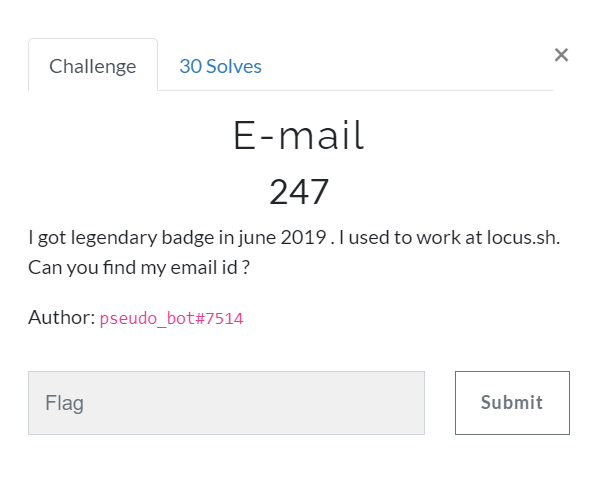 Challenge
30 Solves
×
E-mail
247
I got legendary badge in june 2019 . I used to work at locus.sh.
Can you find my email id ?
Author: pseudo_bot#7514
Flag
Submit